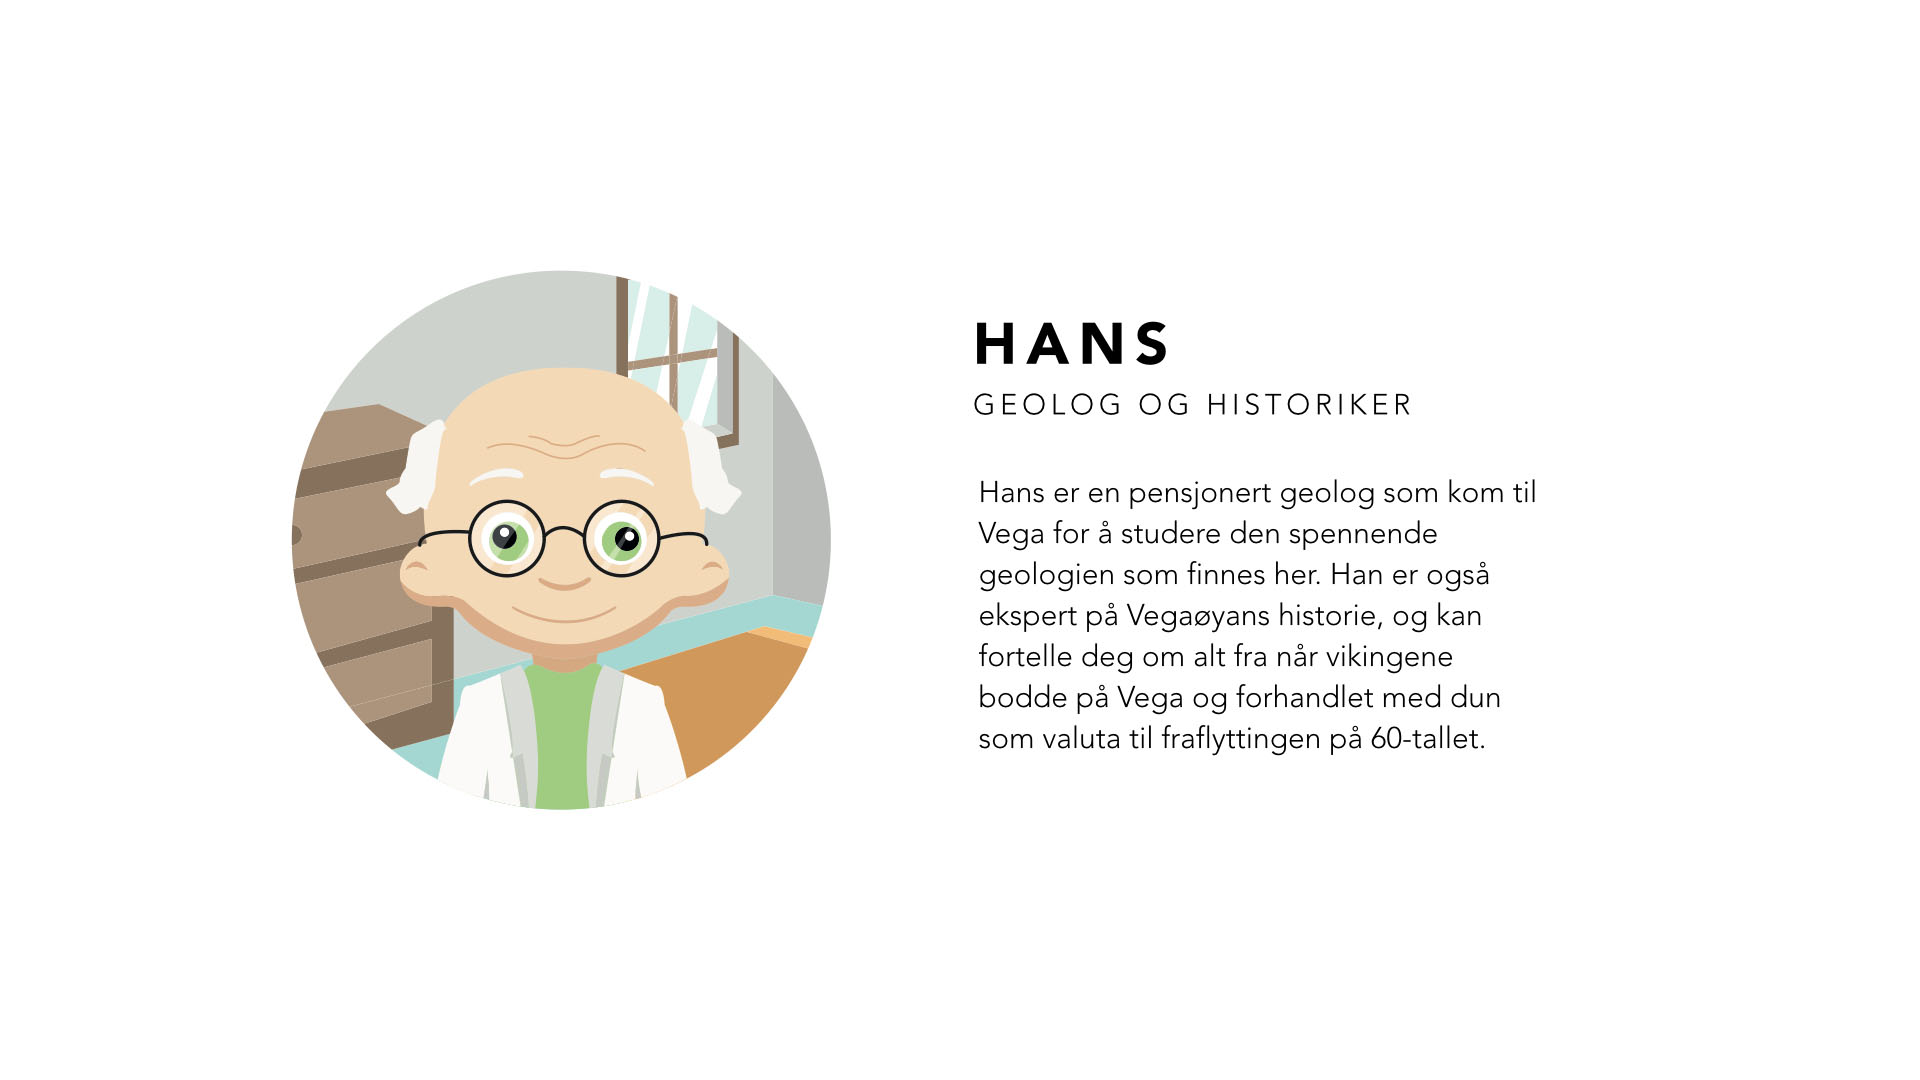 HANS
GEOLOG OG HISTORIKER
Hans er en pensjonert geolog som kom til
Vega for å studere den spennende
geologien som finnes her. Han er også
ekspert på Vegaøyans historie, og kan
fortelle deg om alt fra når vikingene
bodde på Vega og forhandlet med dun
som valuta til fraflyttingen på 60-tallet.